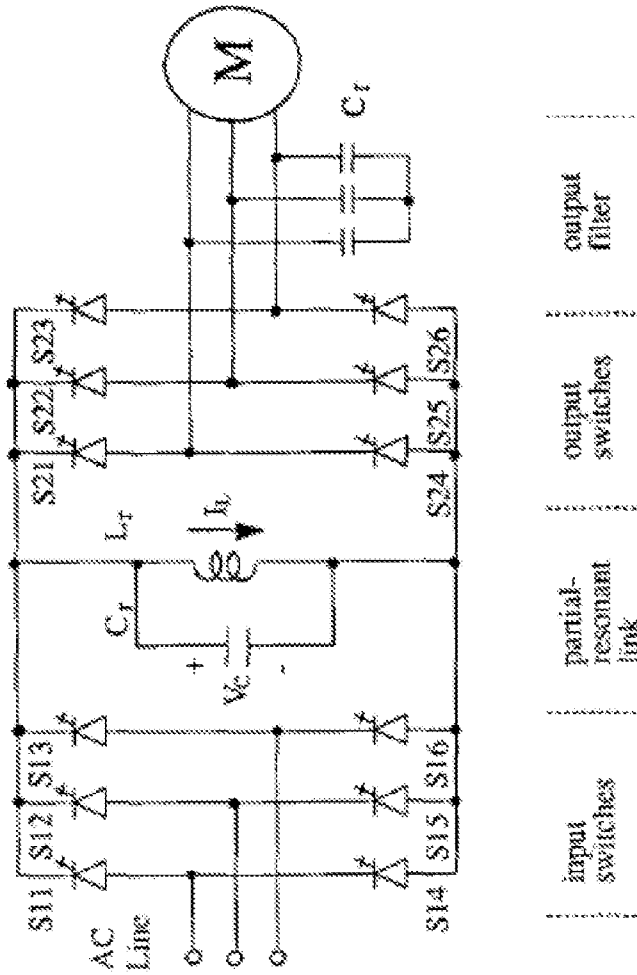 AC
Line
S11
S12
S13
S14
S15
S16
Cr
Lr
+
Vc
-
IL
S21
S22
S23
S24
S25
S26
M
Cf
input
switches
partial-
resonant
link
output
switches
output
filter